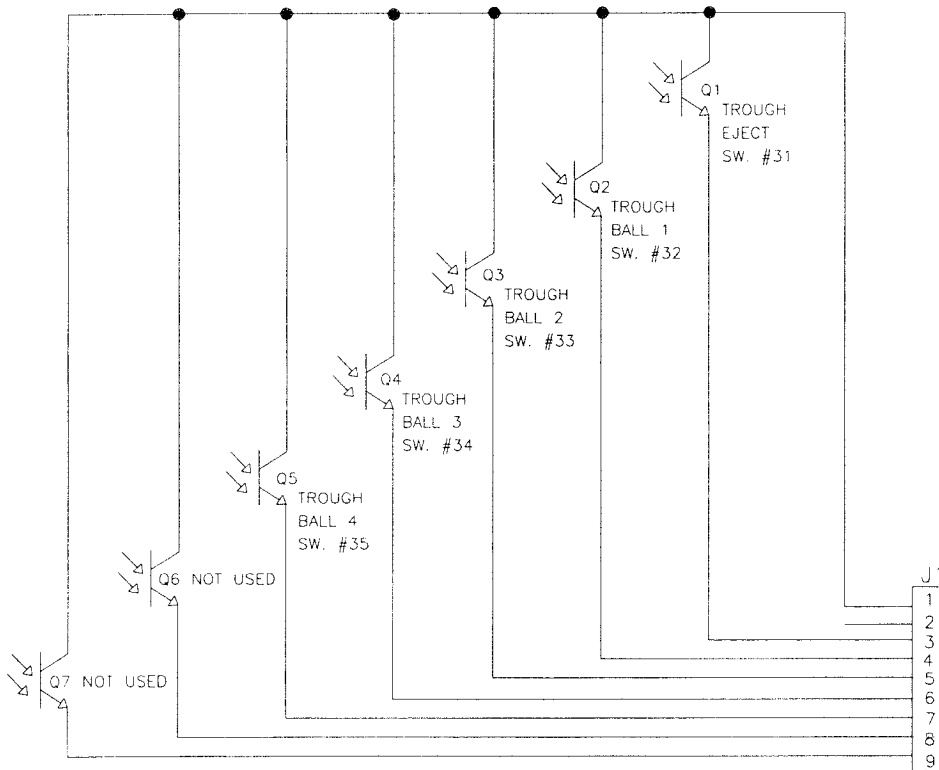 Q1
TROUGH
EJECT
SW. #31
Q2
TROUGH
BALL 1
SW. #32
Q3
TROUGH
BALL 2
SW. #33
Q4
TROUGH
BALL 3
SW. #34
Q5
TROUGH
BALL 4
SW. #35
Q6 NOT USED
Q7 NOT USED
1
2
3
4
5
6
7
8
9